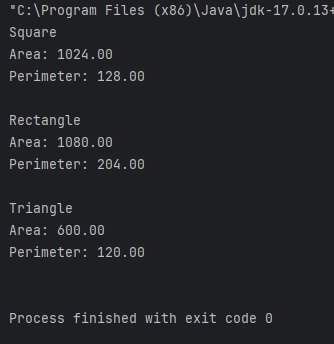 "C:\Program Files (x86)\Java\jdk-17.0.13+
Square
Area: 1024.00
Perimeter: 128.00
Rectangle
Area: 1080.00
Perimeter: 204.00
Triangle
Area: 600.00
Perimeter: 120.00
Process finished with exit code 0